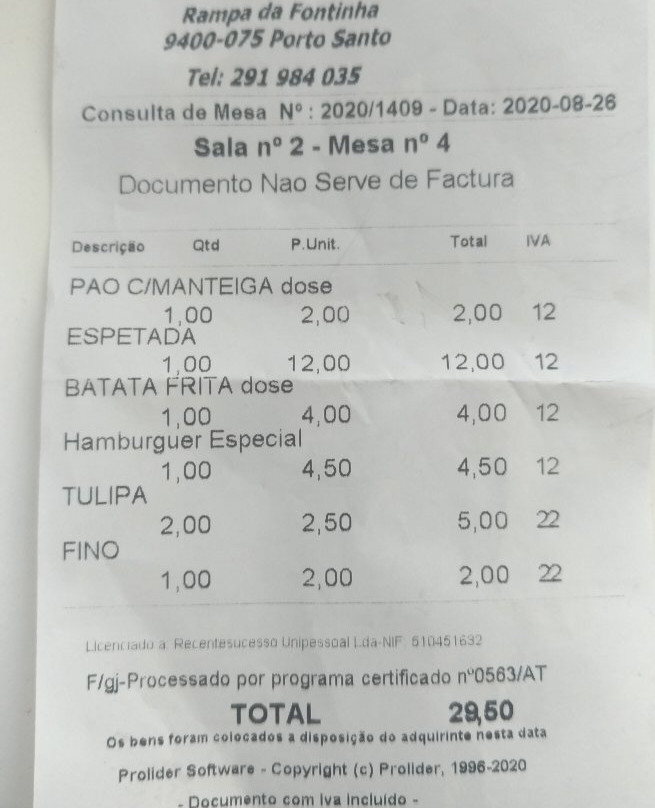 Rampa da Fontinha
9400-075 Porto Santo
Tel: 291 984 035
Consulta de Mesa Nº : 2020/1409 - Data: 2020-08-26
Sala nº 2 - Mesa nº 4
Documento Nao Serve de Factura
Descrição Qtd P.Unit. Total IVA
PAO C/MANTEIGA dose
1,00 2,00 2,00 12
ESPETADA
1,00 12,00 12,00 12
BATATA FRITA dose
1,00 4,00 4,00 12
Hamburguer Especial
1,00 4,50 4,50 12
TULIPA
2,00 2,50 5,00 22
FINO
1,00 2,00 2,00 22
Licenciado a: Recentesucesso Unipessoal Lda-NIF: 510451632
F/gj-Processado por programa certificado nº0563/AT
TOTAL 29,50
Os bens foram colocados a disposição do adquirinte nesta data
Prolider Software - Copyright (c) Prolider, 1996-2020
- Documento com Iva incluido -